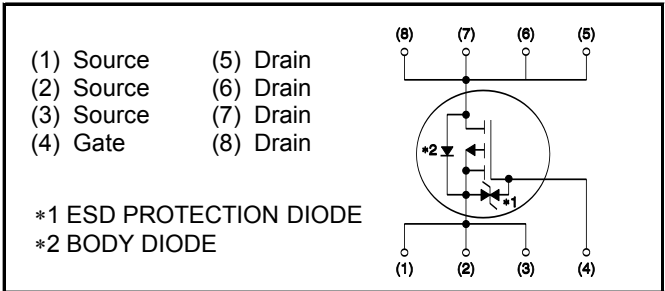 (1) Source (5) Drain
(2) Source (6) Drain
(3) Source (7) Drain
(4) Gate (8) Drain
∗1 ESD PROTECTION DIODE
∗2 BODY DIODE
(8) (7) (6) (5)
∗2
∗1
(1) (2) (3) (4)